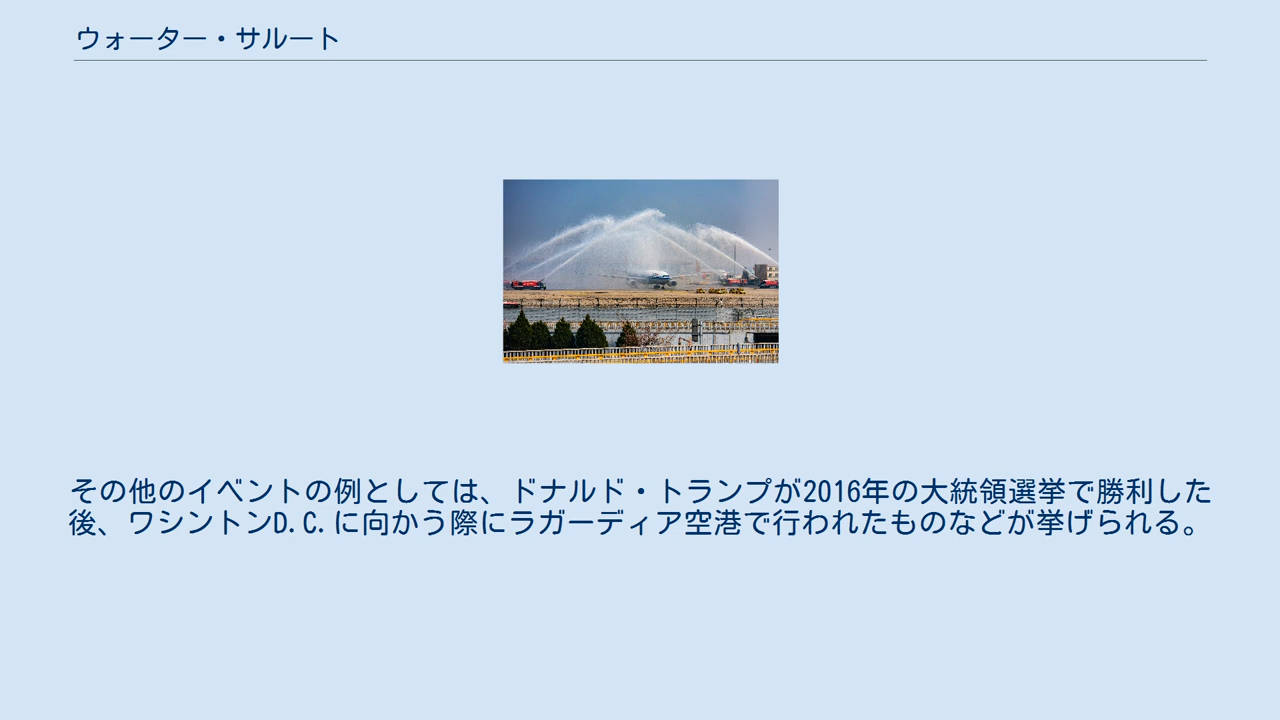 ウォーター・サルート
その他のイベントの例としては、ドナルド・トランプが2016年の大統領選挙で勝利した
後、ワシントンD.C.に向かう際にラガーディア空港で行われたものなどが挙げられる。